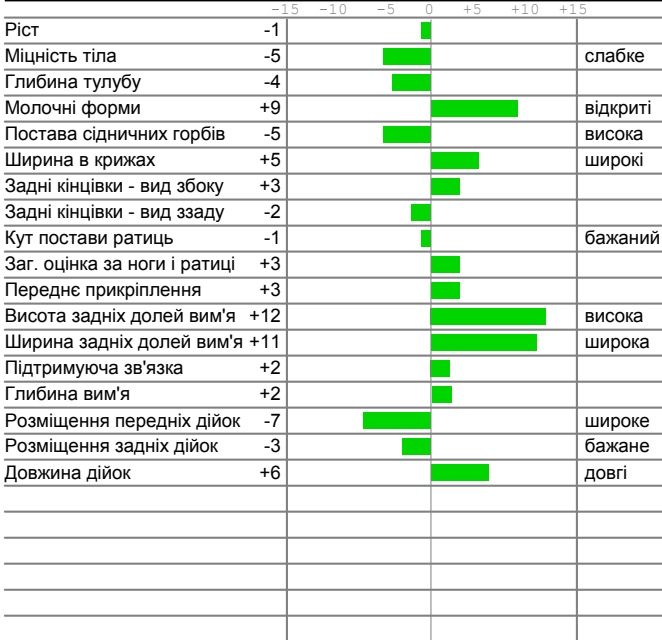 -15 -10 -5 0 +5 +10 +15
Ріст -1
Міцність тіла -5 слабке
Глибина тулубу -4
Молочні форми +9 відкриті
Постава сідничних горбів -5 висока
Ширина в крижах +5 широкі
Задні кінцівки - вид збоку +3
Задні кінцівки - вид ззаду -2
Кут постави ратиць -1 бажаний
Заг. оцінка за ноги і ратиці +3
Переднє прикріплення +3
Висота задніх долей вим'я +12 висока
Ширина задніх долей вим'я +11 широка
Підтримуюча зв'язка +2
Глибина вим'я +2
Розміщення передніх дійок -7 широке
Розміщення задніх дійок -3 бажане
Довжина дійок +6 довгі